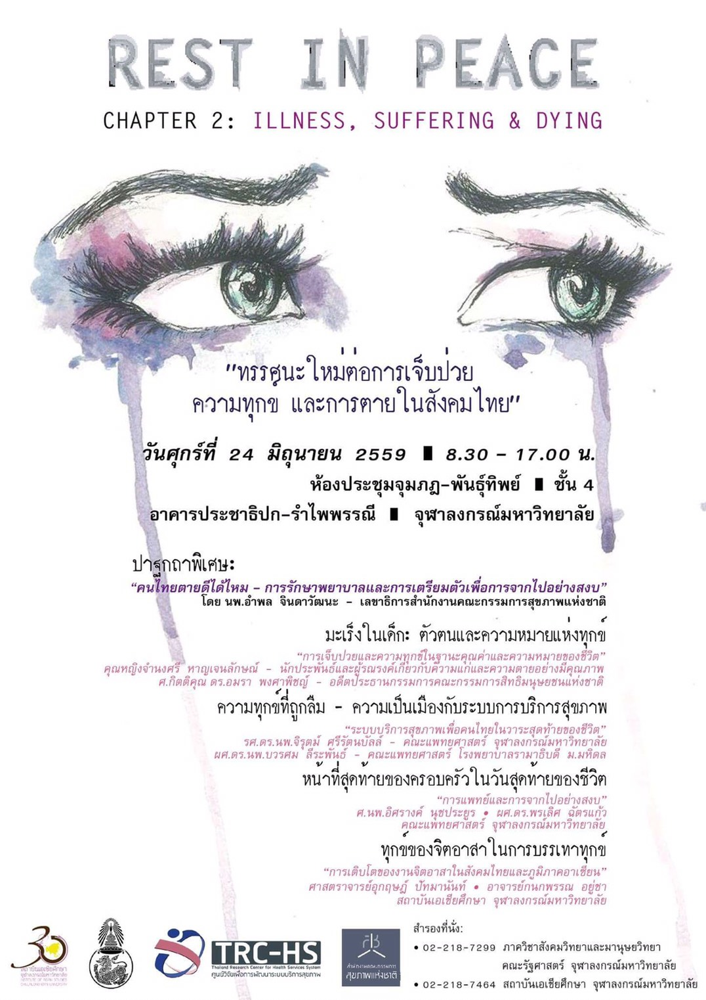 REST IN PEACE
CHAPTER 2: ILLNESS, SUFFERING & DYING
"ทรรศนะใหม่ต่อการเจ็บป่วย
ความทุกข์ และการตายในสังคมไทย"
วันศุกร์ที่ 24 มิถุนายน 2559 ▮ 8.30 – 17.00 น.
ห้องประชุมจุมภฎ–พันธุ์ทิพย์ ▮ ชั้น 4
อาคารประชาธิปก–รำไพพรรณี ▮ จุฬาลงกรณ์มหาวิทยาลัย
ปาฐกถาพิเศษ:
“คนไทยตายดีได้ไหม – การรักษาพยาบาลและการเตรียมตัวเพื่อการจากไปอย่างสงบ”
โดย นพ.อำพล จินดาวัฒนะ – เลขาธิการสำนักงานคณะกรรมการสุขภาพแห่งชาติ
มะเร็งในเด็ก: ตัวตนและความหมายแห่งทุกข์
“การเจ็บป่วยและความทุกข์ในฐานะคุณค่าและความหมายของชีวิต”
คุณหญิงจำนงศรี หาญเจนลักษณ์ – นักประพันธ์และผู้รณรงค์เกี่ยวกับความแก่และความตายอย่างมีคุณภาพ
ศ.กิตติคุณ ดร.อมรา พงศาพิชญ์ – อดีตประธานกรรมการคณะกรรมการสิทธิมนุษยชนแห่งชาติ
ความทุกข์ที่ถูกลืม – ความเป็นเมืองกับระบบการบริการสุขภาพ
“ระบบบริการสุขภาพเพื่อคนไทยในวาระสุดท้ายของชีวิต”
รศ.ดร.นพ.จิรุตม์ ศรีรัตนบัลล์ – คณะแพทยศาสตร์ จุฬาลงกรณ์มหาวิทยาลัย
ผศ.ดร.นพ.บวรศม ลีระพันธ์ – คณะแพทยศาสตร์ โรงพยาบาลรามาธิบดี ม.มหิดล
หน้าที่สุดท้ายของครอบครัวในวันสุดท้ายของชีวิต
“การแพทย์และการจากไปอย่างสงบ”
ศ.นพ.อิศรางค์ นุชประยูร • ผศ.ดร.พรเลิศ ฉัตรแก้ว
คณะแพทยศาสตร์ จุฬาลงกรณ์มหาวิทยาลัย
ทุกข์ของจิตอาสาในการบรรเทาทุกข์
“การเติบโตของงานจิตอาสาในสังคมไทยและภูมิภาคอาเซียน”
ศาสตราจารย์อุกฤษฎ์ ปัทมานันท์ • อาจารย์กนกพรรณ อยู่ชา
สถาบันเอเชียศึกษา จุฬาลงกรณ์มหาวิทยาลัย
30
สถาบันเอเชียศึกษา
จุฬาลงกรณ์มหาวิทยาลัย
INSTITUTE OF ASIAN STUDIES
CHULALONGKORN UNIVERSITY
TRC-HS
Thailand Research Center for Health Services System
ศูนย์วิจัยเพื่อการพัฒนาระบบบริการสุขภาพ
สำนักงานคณะกรรมการ
สุขภาพแห่งชาติ
สำรองที่นั่ง:
• 02-218-7299 ภาควิชาสังคมวิทยาและมานุษยวิทยา
คณะรัฐศาสตร์ จุฬาลงกรณ์มหาวิทยาลัย
• 02-218-7464 สถาบันเอเชียศึกษา จุฬาลงกรณ์มหาวิทยาลัย